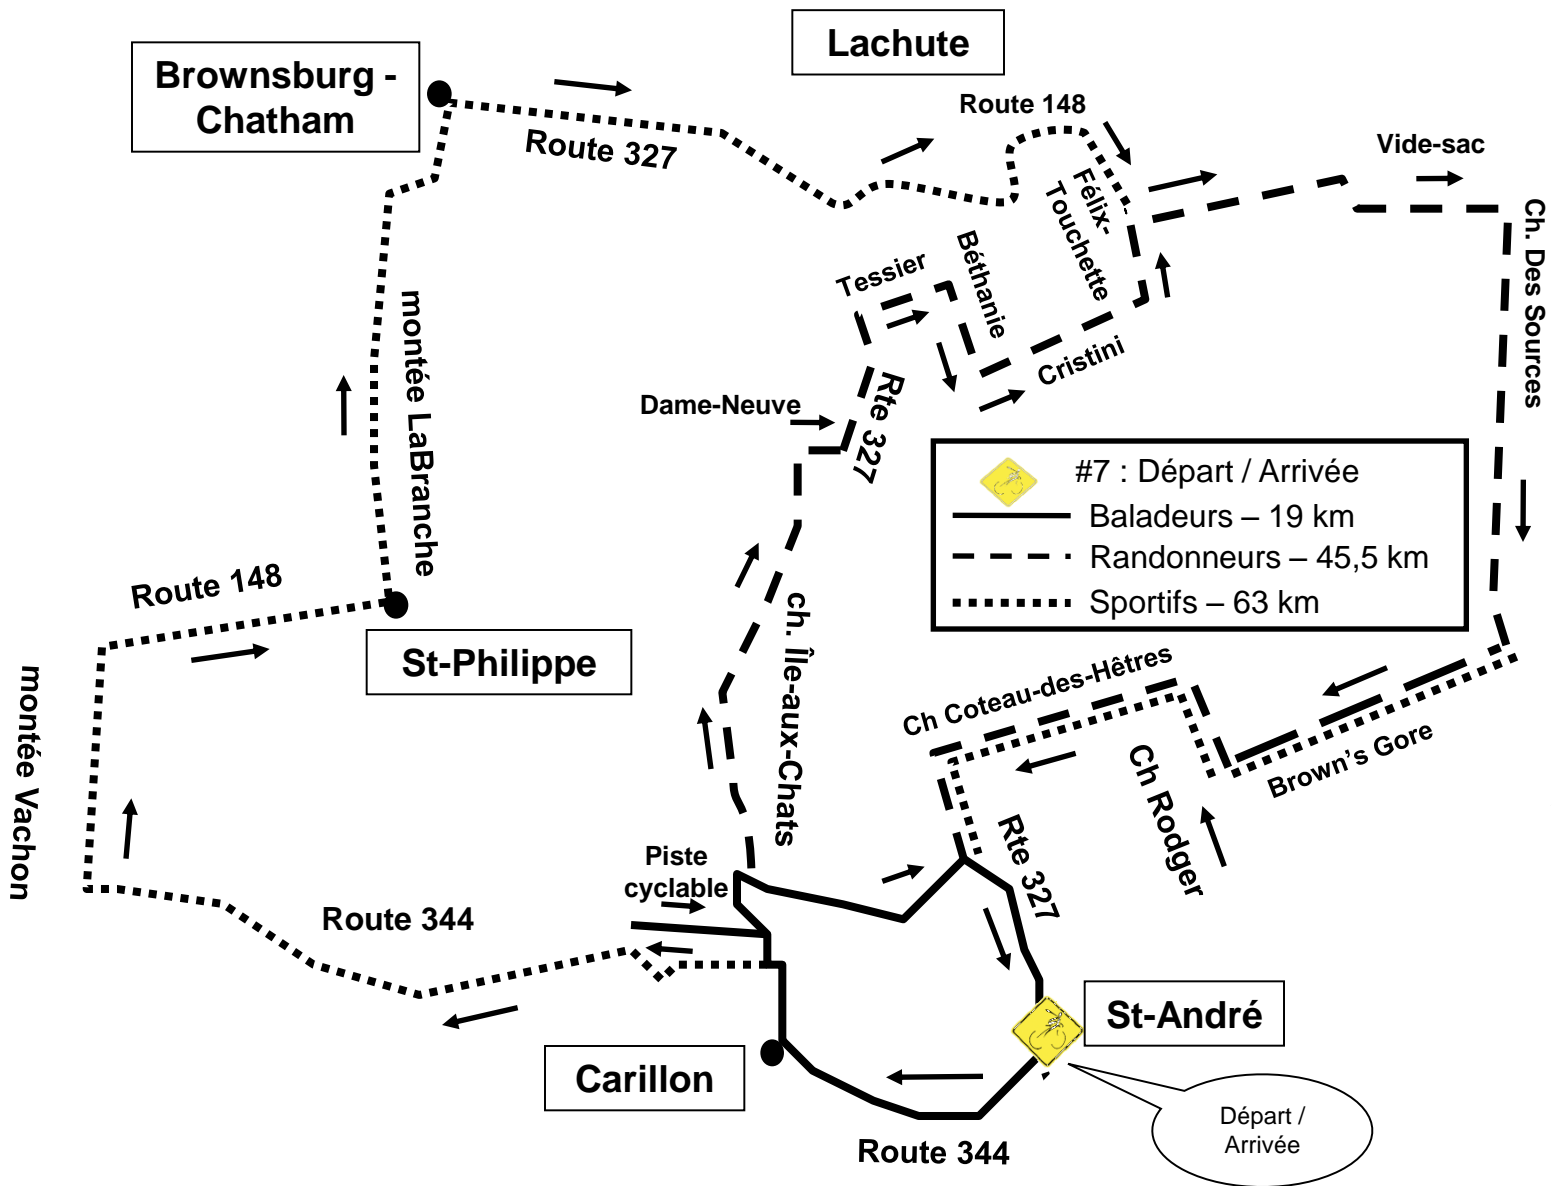 Lachute
Brownsburg -
Chatham
Route 148
Route 327
Vide-sac
Félix-
Touchette
Ch. Des Sources
Tessier
Béthanie
montée LaBranche
Cristini
Dame-Neuve
Rte 327
#7 : Départ / Arrivée
Baladeurs – 19 km
Randonneurs – 45,5 km
Sportifs – 63 km
Route 148
St-Philippe
ch. Île-aux-Chats
montée Vachon
Ch Coteau-des-Hêtres
Brown's Gore
Ch Rodger
Rte 327
Piste
cyclable
Route 344
St-André
Carillon
Route 344
Départ /
Arrivée